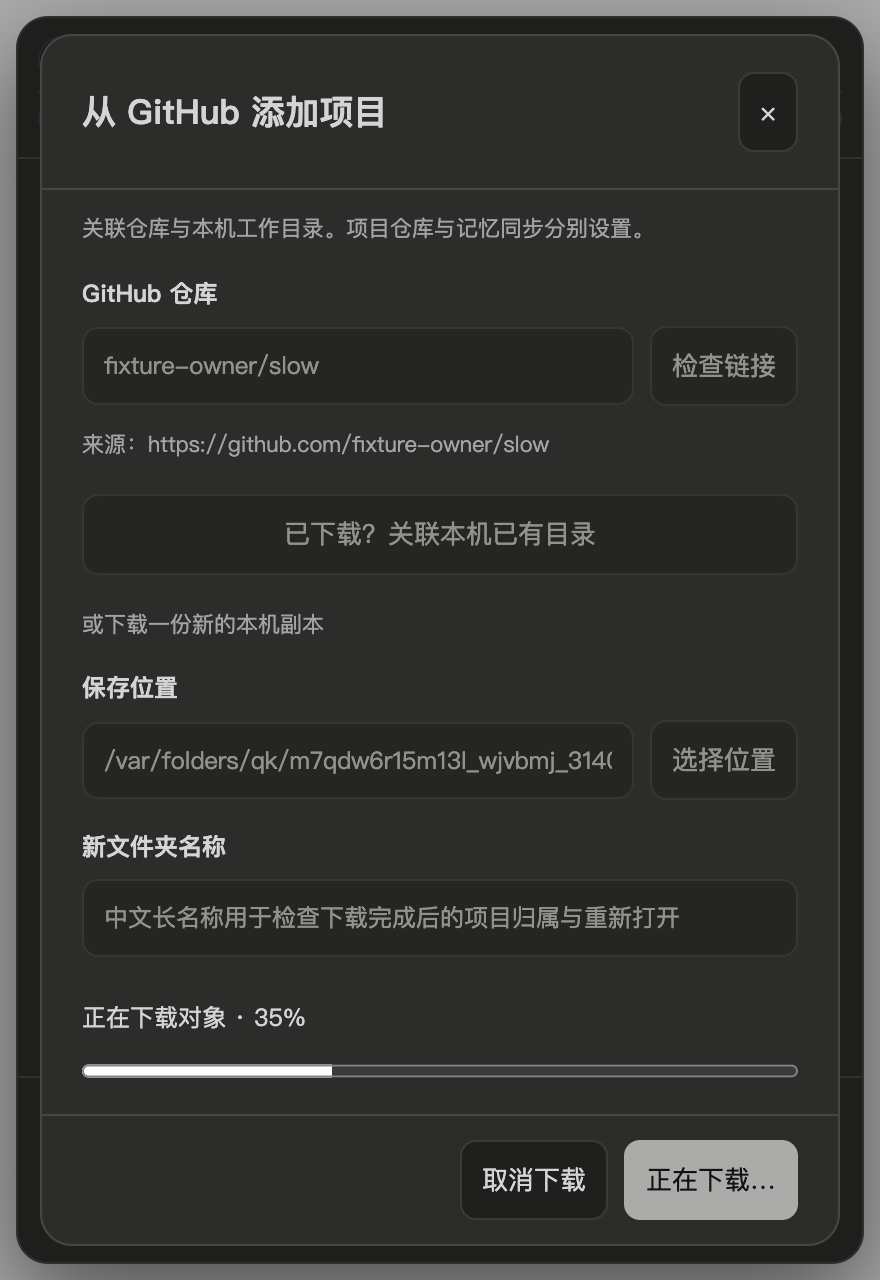 从 GitHub 添加项目
×
关联仓库与本机工作目录。项目仓库与记忆同步分别设置。
GitHub 仓库
fixture-owner/slow
检查链接
来源：https://github.com/fixture-owner/slow
已下载？关联本机已有目录
或下载一份新的本机副本
保存位置
/var/folders/qk/m7qdw6r15m13l_wjvbmj_314
选择位置
新文件夹名称
中文长名称用于检查下载完成后的项目归属与重新打开
正在下载对象 · 35%
取消下载
正在下载…